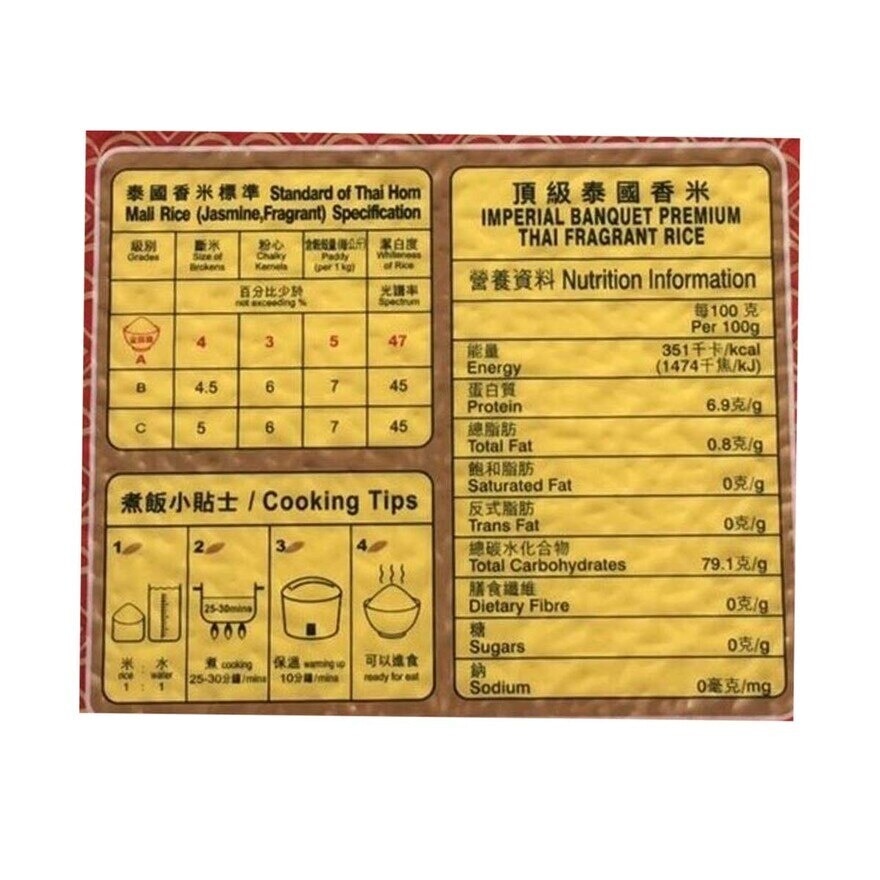 泰國香米標準 Standard of Thai Hom
Mali Rice (Jasmine,Fragrant) Specification
級別 斷米 粉心 潔白度
Grades Size of Brokens Chalky Kernels Paddy (per 1 kg) Whiteness of Rice
百分比少於 光譜率
not exceeding % Spectrum
A 4 3 5 47
B 4.5 6 7 45
C 5 6 7 45
煮飯小貼士 / Cooking Tips
1 2 3 4
25-30mins
米 : 水
rice : water
1 : 1
煮 cooking
25-30分鐘/mins
保溫 warming up
10分鐘/mins
可以進食
ready for eat
頂級泰國香米
IMPERIAL BANQUET PREMIUM
THAI FRAGRANT RICE
營養資料 Nutrition Information
每100 克
Per 100g
能量 351千卡/kcal
Energy (1474千焦/kJ)
蛋白質
Protein 6.9克/g
總脂肪
Total Fat 0.8克/g
飽和脂肪
Saturated Fat 0克/g
反式脂肪
Trans Fat 0克/g
總碳水化合物
Total Carbohydrates 79.1克/g
膳食纖維
Dietary Fibre 0克/g
糖
Sugars 0克/g
鈉
Sodium 0毫克/mg